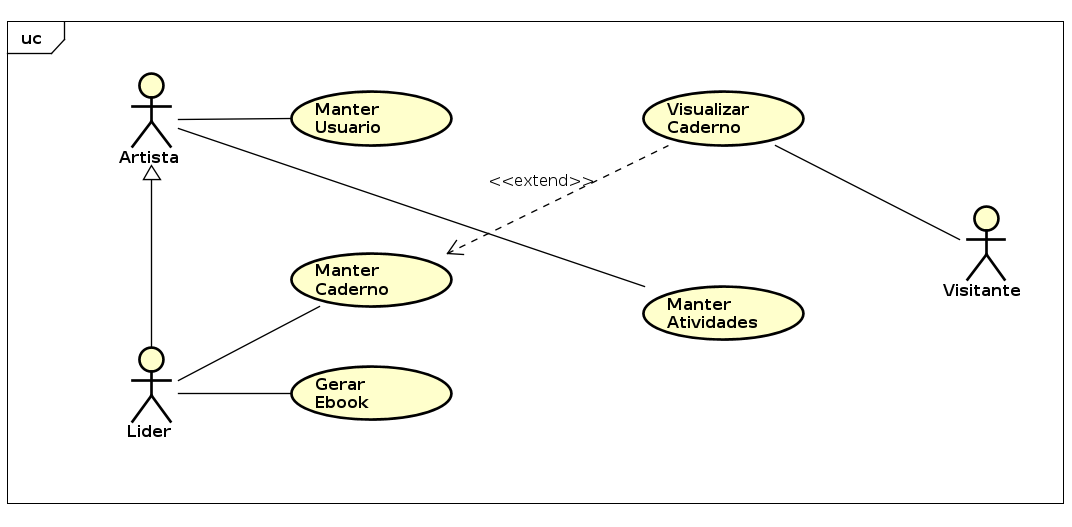 uc
Artista
Manter
Usuario
Visualizar
Caderno
<<extend>>
Visitante
Manter
Caderno
Manter
Atividades
Lider
Gerar
Ebook